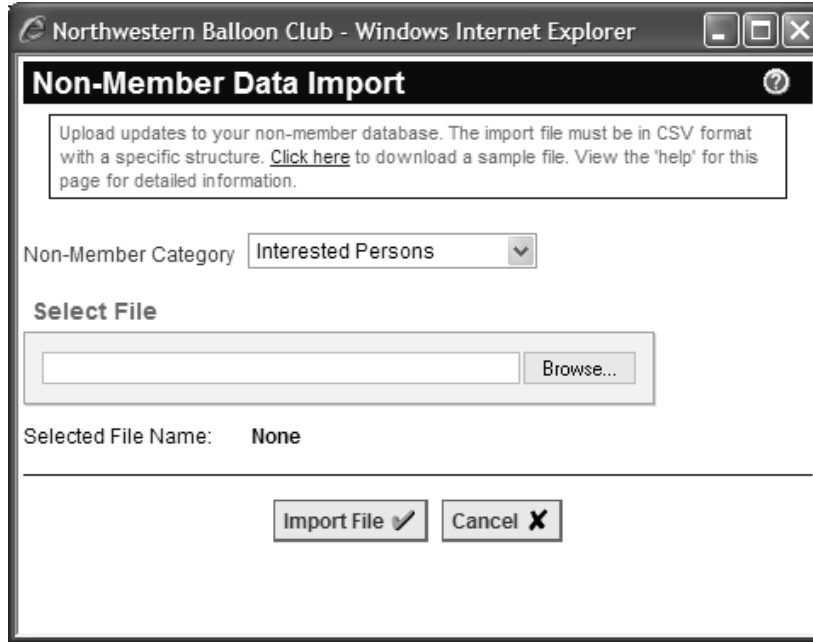 Northwestern Balloon Club - Windows Internet Explorer
Non-Member Data Import
Upload updates to your non-member database. The import file must be in CSV format
with a specific structure. Click here to download a sample file. View the 'help' for this
page for detailed information.
Non-Member Category Interested Persons
Select File
Browse...
Selected File Name: None
Import File Cancel